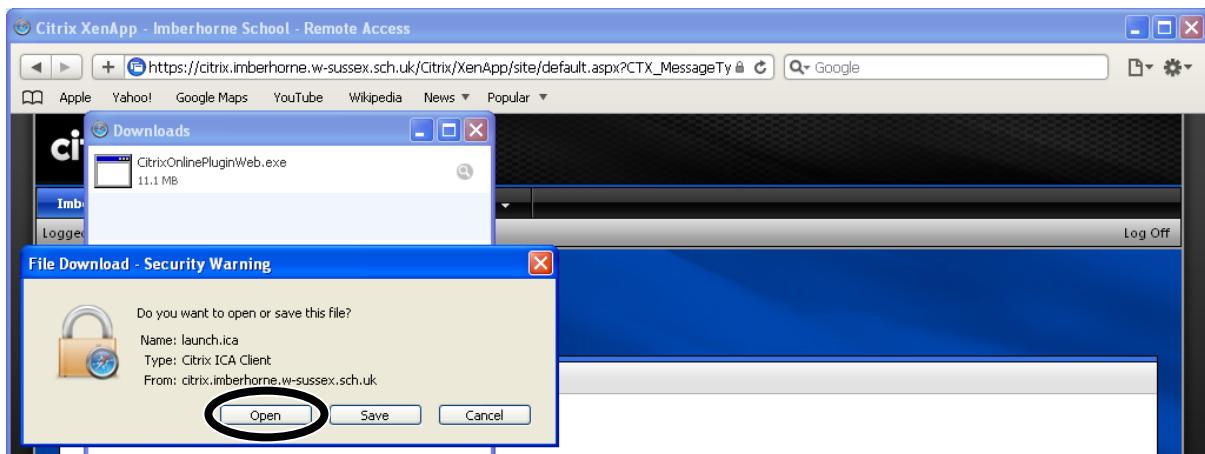 Citrix XenApp - Imberhorne School - Remote Access
https://citrix.imberhorne.w-sussex.sch.uk/Citrix/XenApp/site/default.aspx?CTX_MessageTy
Google
Apple Yahoo! Google Maps YouTube Wikipedia News ▼ Popular ▼
Downloads
CitrixOnlinePluginWeb.exe
11.1 MB
Log Off
File Download - Security Warning
Do you want to open or save this file?
Name: launch.ica
Type: Citrix ICA Client
From: citrix.imberhorne.w-sussex.sch.uk
Open Save Cancel